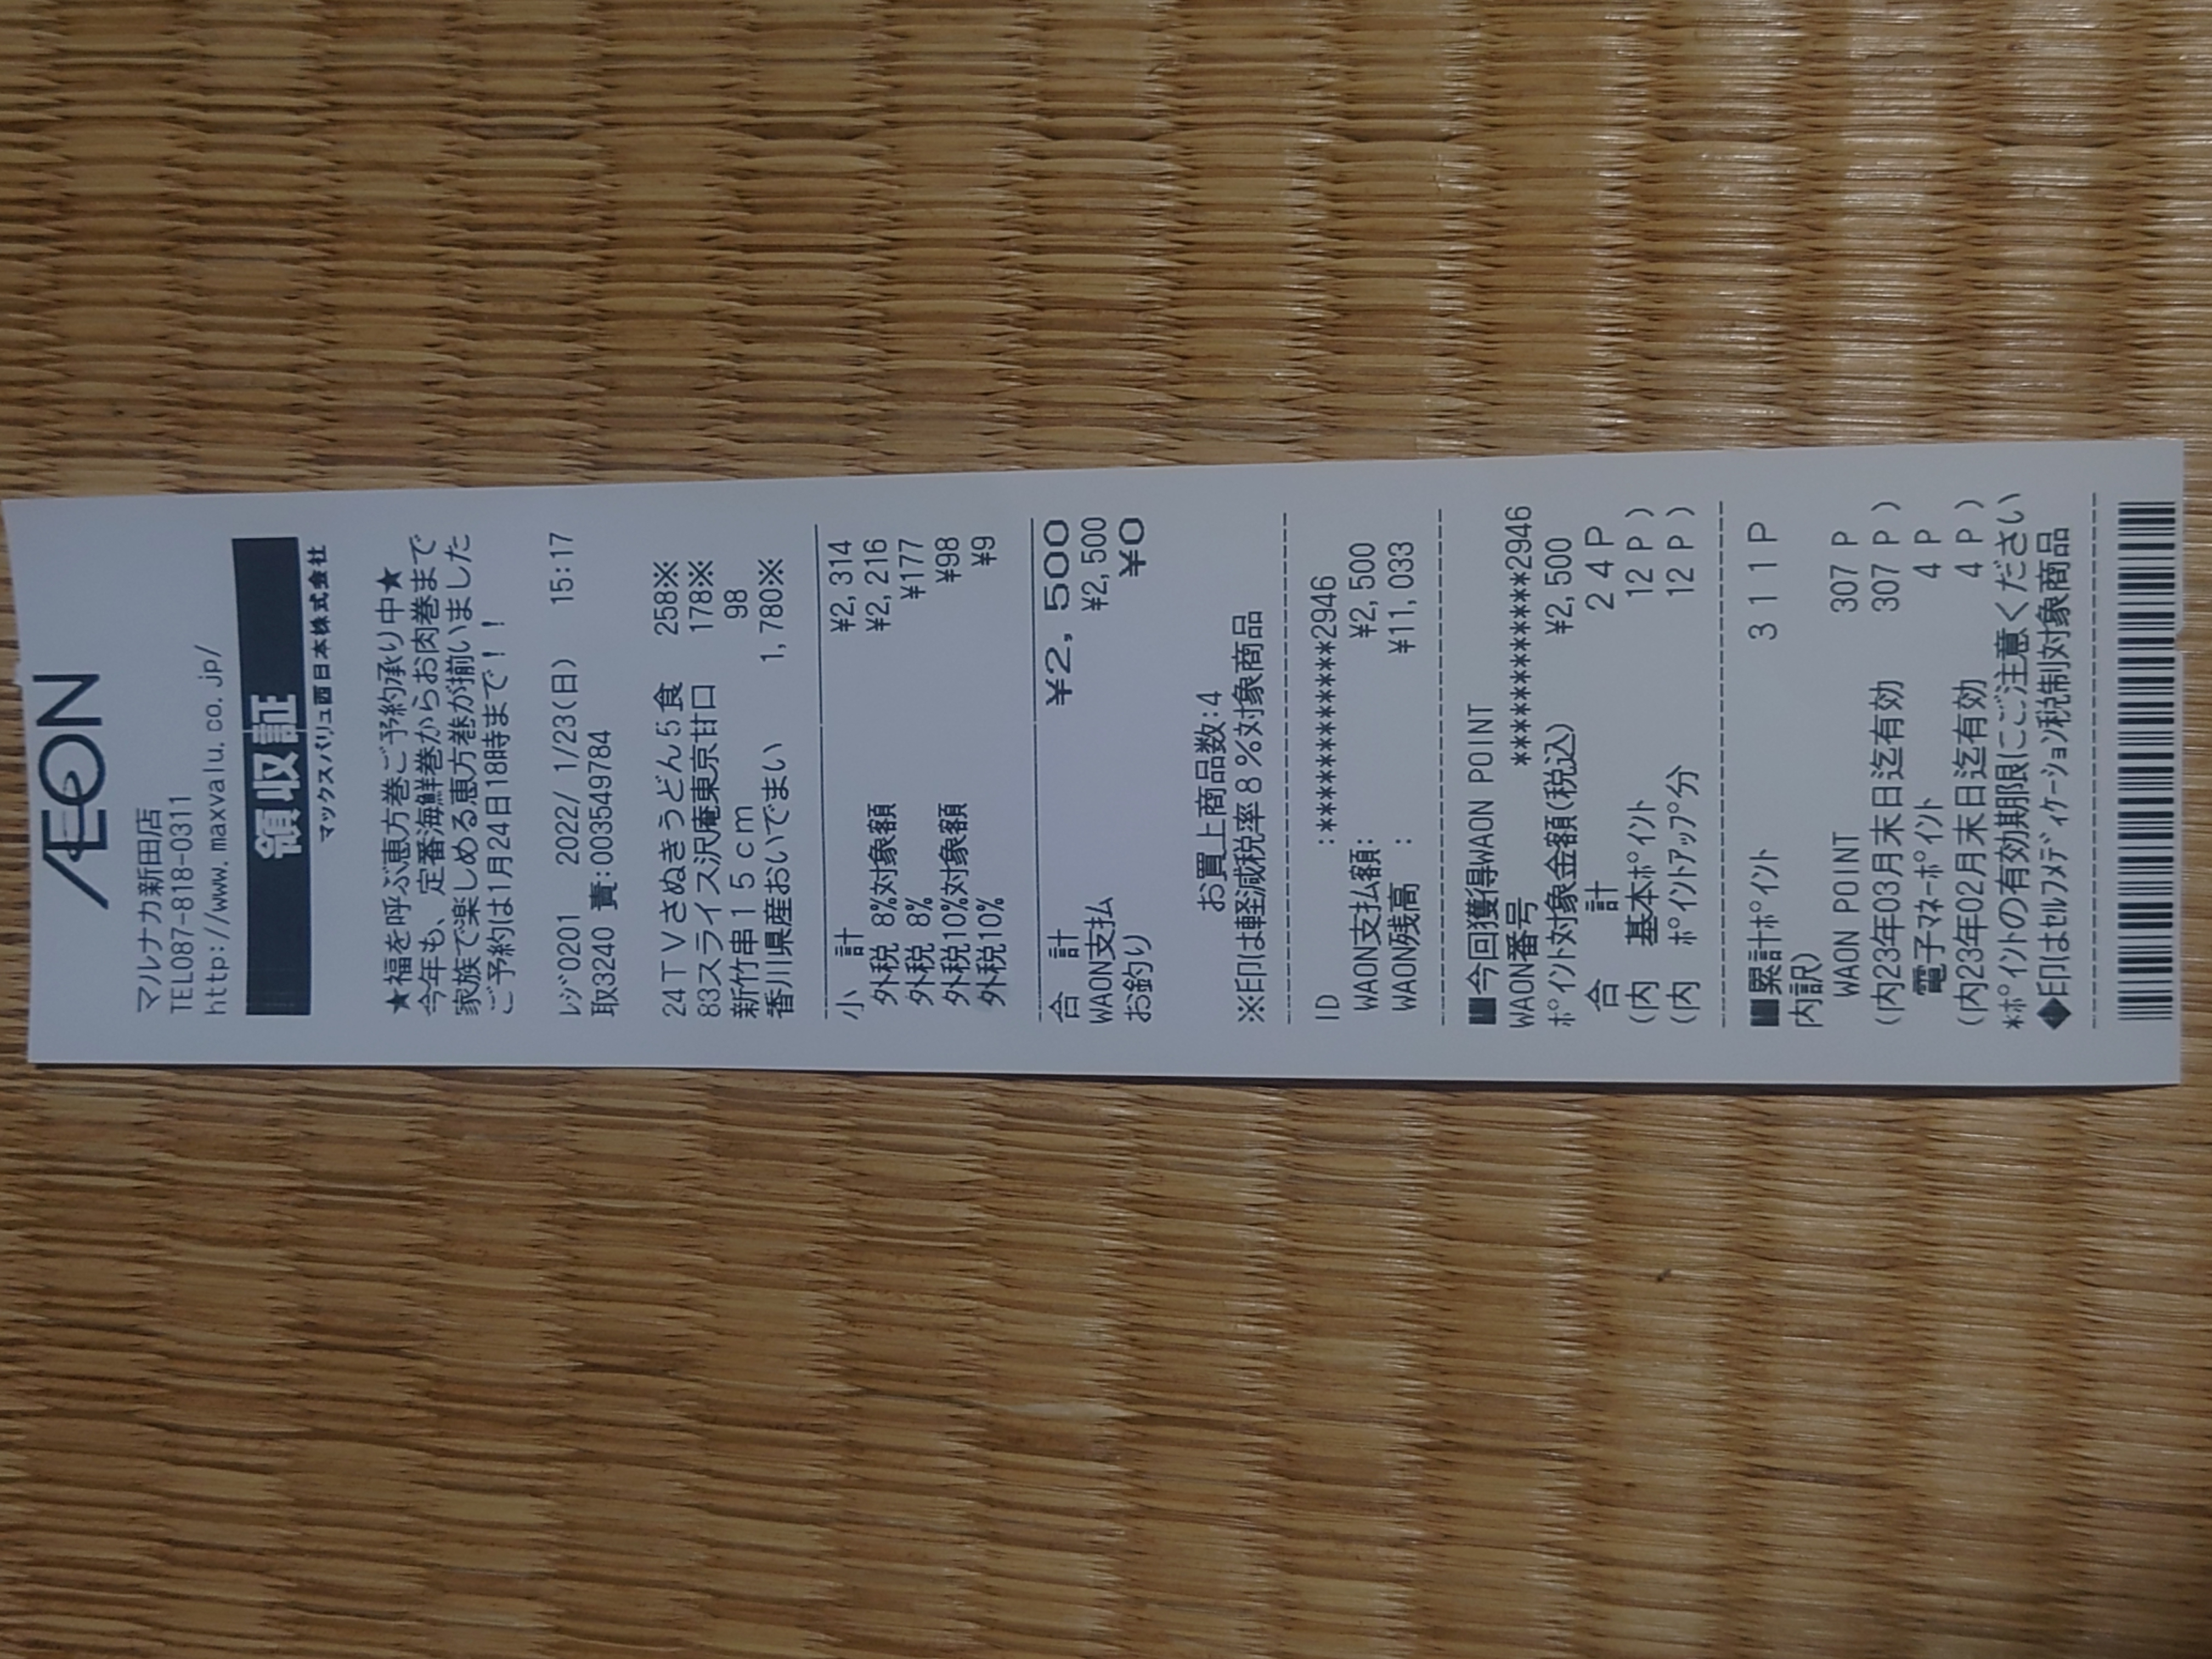 ÆON
マルナカ新田店
TEL087-818-0311
http://www.maxvalu.co.jp/
領収証
マックスバリュ西日本株式会社
★福を呼ぶ恵方巻ご予約承り中★
今年も、定番海鮮巻からお肉巻まで
家族で楽しめる恵方巻が揃いました
ご予約は1月24日18時まで!!
ﾚｼﾞ0201 2022/ 1/23(日) 15:17
取3240 責:003549784
24TVさぬきうどん5食 258※
83スライス沢庵東京甘口 178※
新竹串15cm 98
香川県産おいでまい 1,780※
小 計 ¥2,314
外税 8%対象額 ¥2,216
外税 8% ¥177
外税10%対象額 ¥98
外税10% ¥9
合 計 ¥2,500
WAON支払 ¥2,500
お釣り ¥0
お買上商品数:4
※印は軽減税率8%対象商品
ID :************2946
WAON支払額: ¥2,500
WAON残高 : ¥11,033
■今回獲得WAON POINT
WAON番号 ************2946
ﾎﾟｲﾝﾄ対象金額(税込) ¥2,500
合 計 24P
(内 基本ﾎﾟｲﾝﾄ 12P)
(内 ﾎﾟｲﾝﾄｱｯﾌﾟ分 12P)
■累計ﾎﾟｲﾝﾄ 311P
内訳)
WAON POINT 307P
(内23年03月末日迄有効 307P)
電子ﾏﾈｰﾎﾟｲﾝﾄ 4P
(内23年02月末日迄有効 4P)
*ﾎﾟｲﾝﾄの有効期限にご注意ください
◆印はｾﾙﾌﾒﾃﾞｨｹｰｼｮﾝ税制対象商品